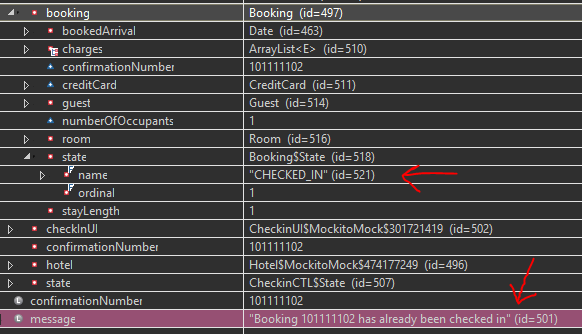 booking Booking (id=497)
bookedArrival Date (id=463)
charges ArrayList<E> (id=510)
confirmationNumber 101111102
creditCard CreditCard (id=511)
guest Guest (id=514)
numberOfOccupants 1
room Room (id=516)
state Booking$State (id=518)
name "CHECKED_IN" (id=521)
ordinal 1
stayLength 1
checkInUI CheckinUI$MockitoMock$301721419 (id=502)
confirmationNumber 101111102
hotel Hotel$MockitoMock$474177249 (id=496)
state CheckinCTL$State (id=507)
confirmationNumber 101111102
message "Booking 101111102 has already been checked in" (id=501)